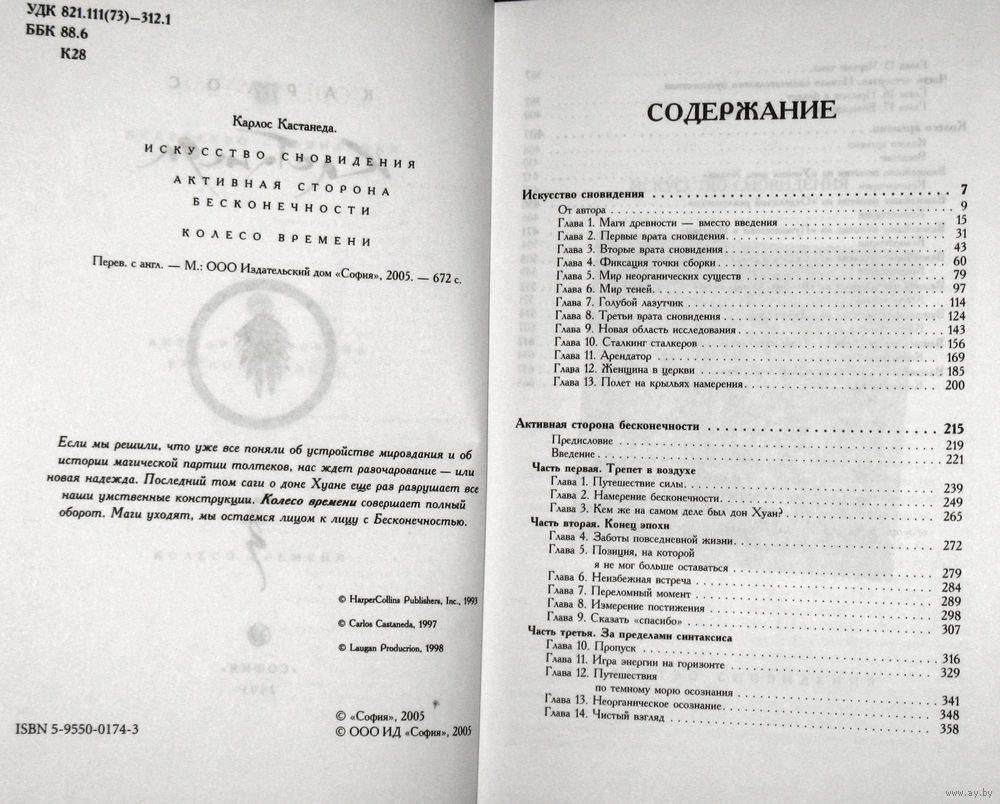 УДК 821.111(73)—312.1
ББК 88.6
К28
Карлос Кастанеда.
ИСКУССТВО СНОВИДЕНИЯ
АКТИВНАЯ СТОРОНА
БЕСКОНЕЧНОСТИ
КОЛЕСО ВРЕМЕНИ
Перев. с англ. — М.: ООО Издательский дом «София», 2005. — 672 с.
Если мы решили, что уже все поняли об устройстве мироздания и об
истории магической партии толтеков, нас ждет разочарование — или
новая надежда. Последний том саги о доне Хуане еще раз разрушает все
наши умственные конструкции. Колесо времени совершает полный
оборот. Маги уходят, мы остаемся лицом к лицу с Бесконечностью.
© HarperCollins Publishers, Inc., 1993
© Carlos Castaneda, 1997
© Laugan Production, 1998
ISBN 5-9550-0174-3
© «София», 2005
© ООО ИД «София», 2005
СОДЕРЖАНИЕ
Искусство сновидения 7
От автора 9
Глава 1. Маги древности — вместо введения 15
Глава 2. Первые врата сновидения 31
Глава 3. Вторые врата сновидения 43
Глава 4. Фиксация точки сборки 60
Глава 5. Мир неорганических существ 79
Глава 6. Мир теней 97
Глава 7. Голубой лазутчик 114
Глава 8. Третьи врата сновидения 124
Глава 9. Новая область исследования 143
Глава 10. Сталкинг сталкеров 156
Глава 11. Арендатор 169
Глава 12. Женщина в церкви 185
Глава 13. Полет на крыльях намерения 200
Активная сторона бесконечности 215
Предисловие 219
Введение 221
Часть первая. Трепет в воздухе
Глава 1. Путешествие силы 239
Глава 2. Намерение бесконечности 249
Глава 3. Кем же на самом деле был дон Хуан? 265
Часть вторая. Конец эпохи
Глава 4. Заботы повседневной жизни 272
Глава 5. Позиция, на которой
я не мог больше оставаться 279
Глава 6. Неизбежная встреча 284
Глава 7. Переломный момент 289
Глава 8. Измерение постижения 298
Глава 9. Сказать «спасибо» 307
Часть третья. За пределами синтаксиса
Глава 10. Пропуск 316
Глава 11. Игра энергии на горизонте 329
Глава 12. Путешествия
по темному морю осознания 341
Глава 13. Неорганическое осознание 348
Глава 14. Чистый взгляд 358
www.ay.by